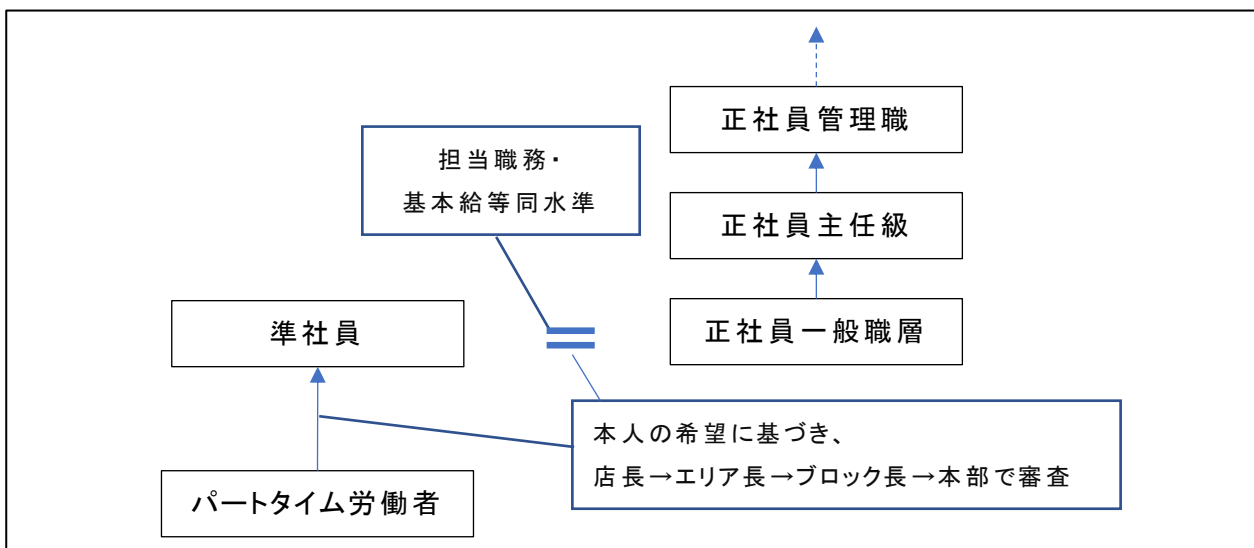 正社員管理職
担当職務・
基本給等同水準
正社員主任級
準社員
正社員一般職層
本人の希望に基づき、
店長→エリア長→ブロック長→本部で審査
パートタイム労働者